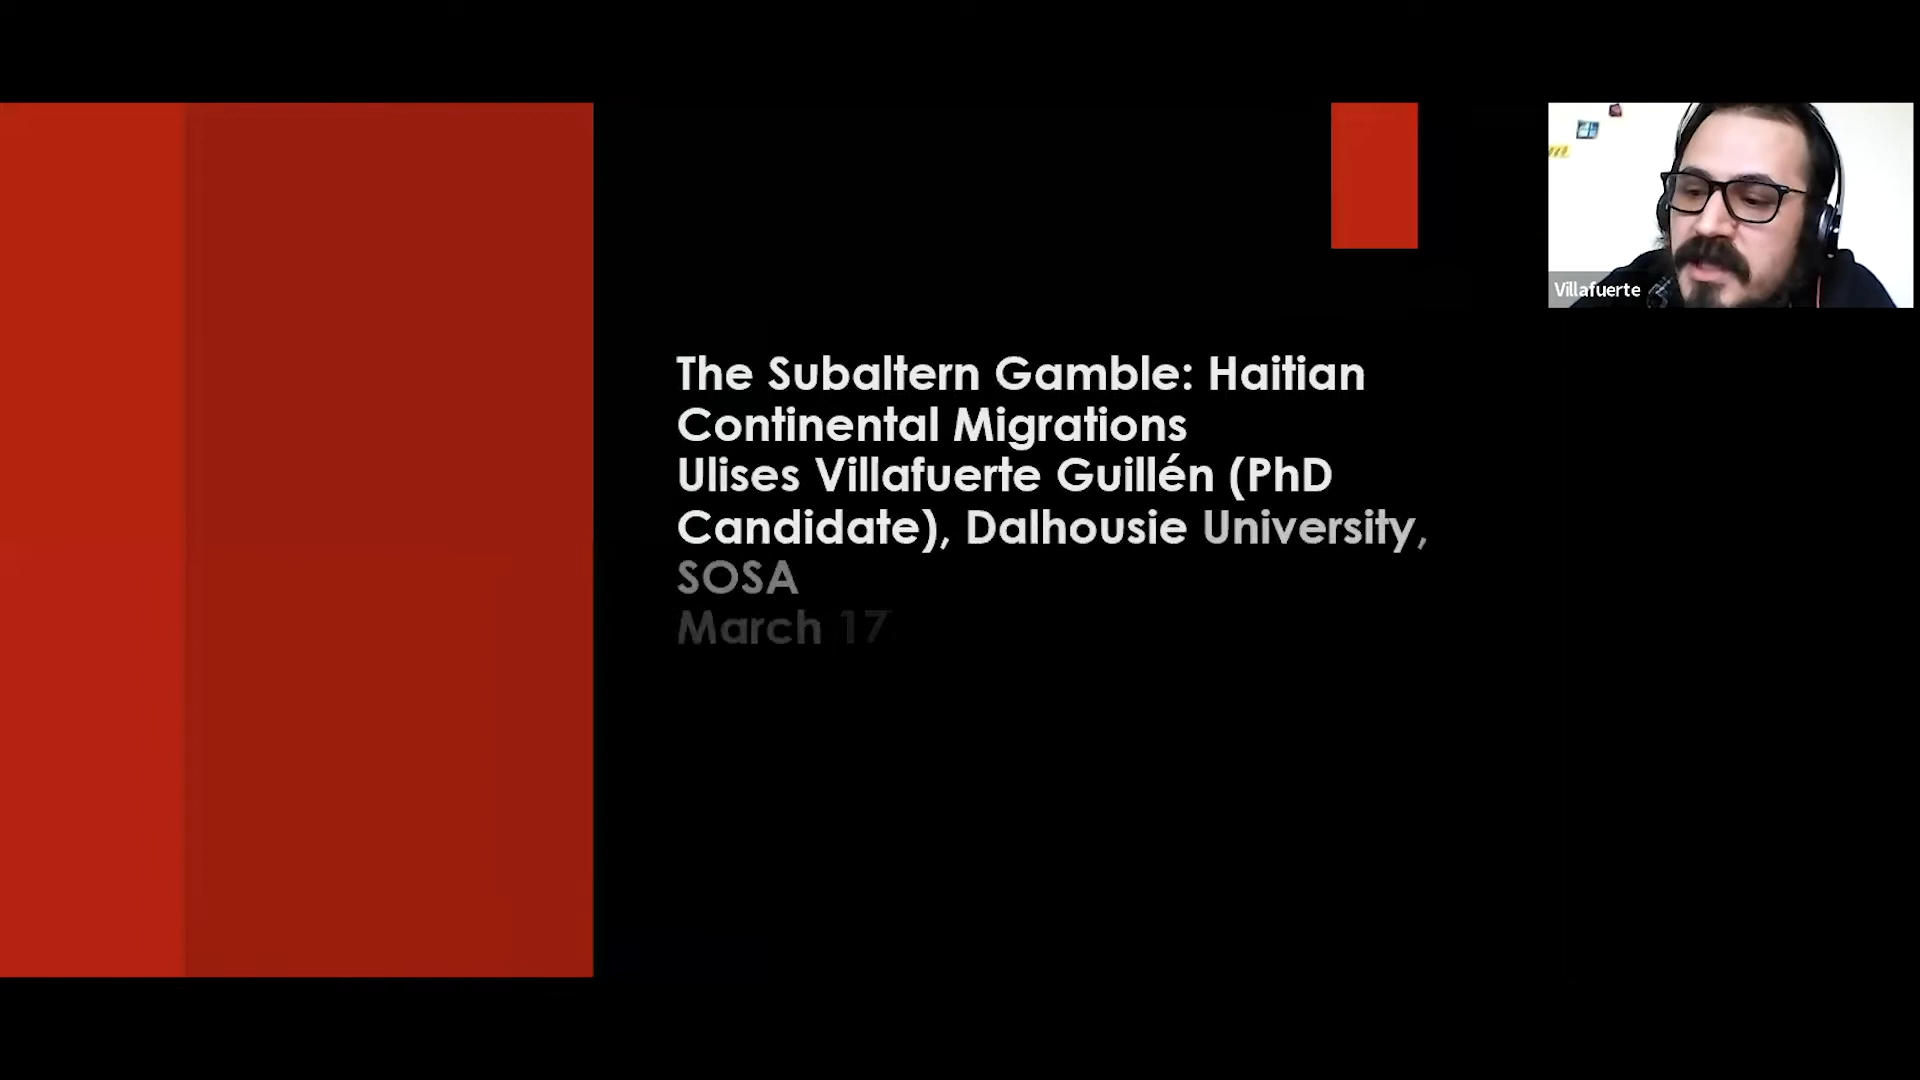 The Subaltern Gamble: Haitian
Continental Migrations
Ulises Villafuerte Guillén (PhD
Candidate), Dalhousie University,
SOSA
March 17
Villafuerte